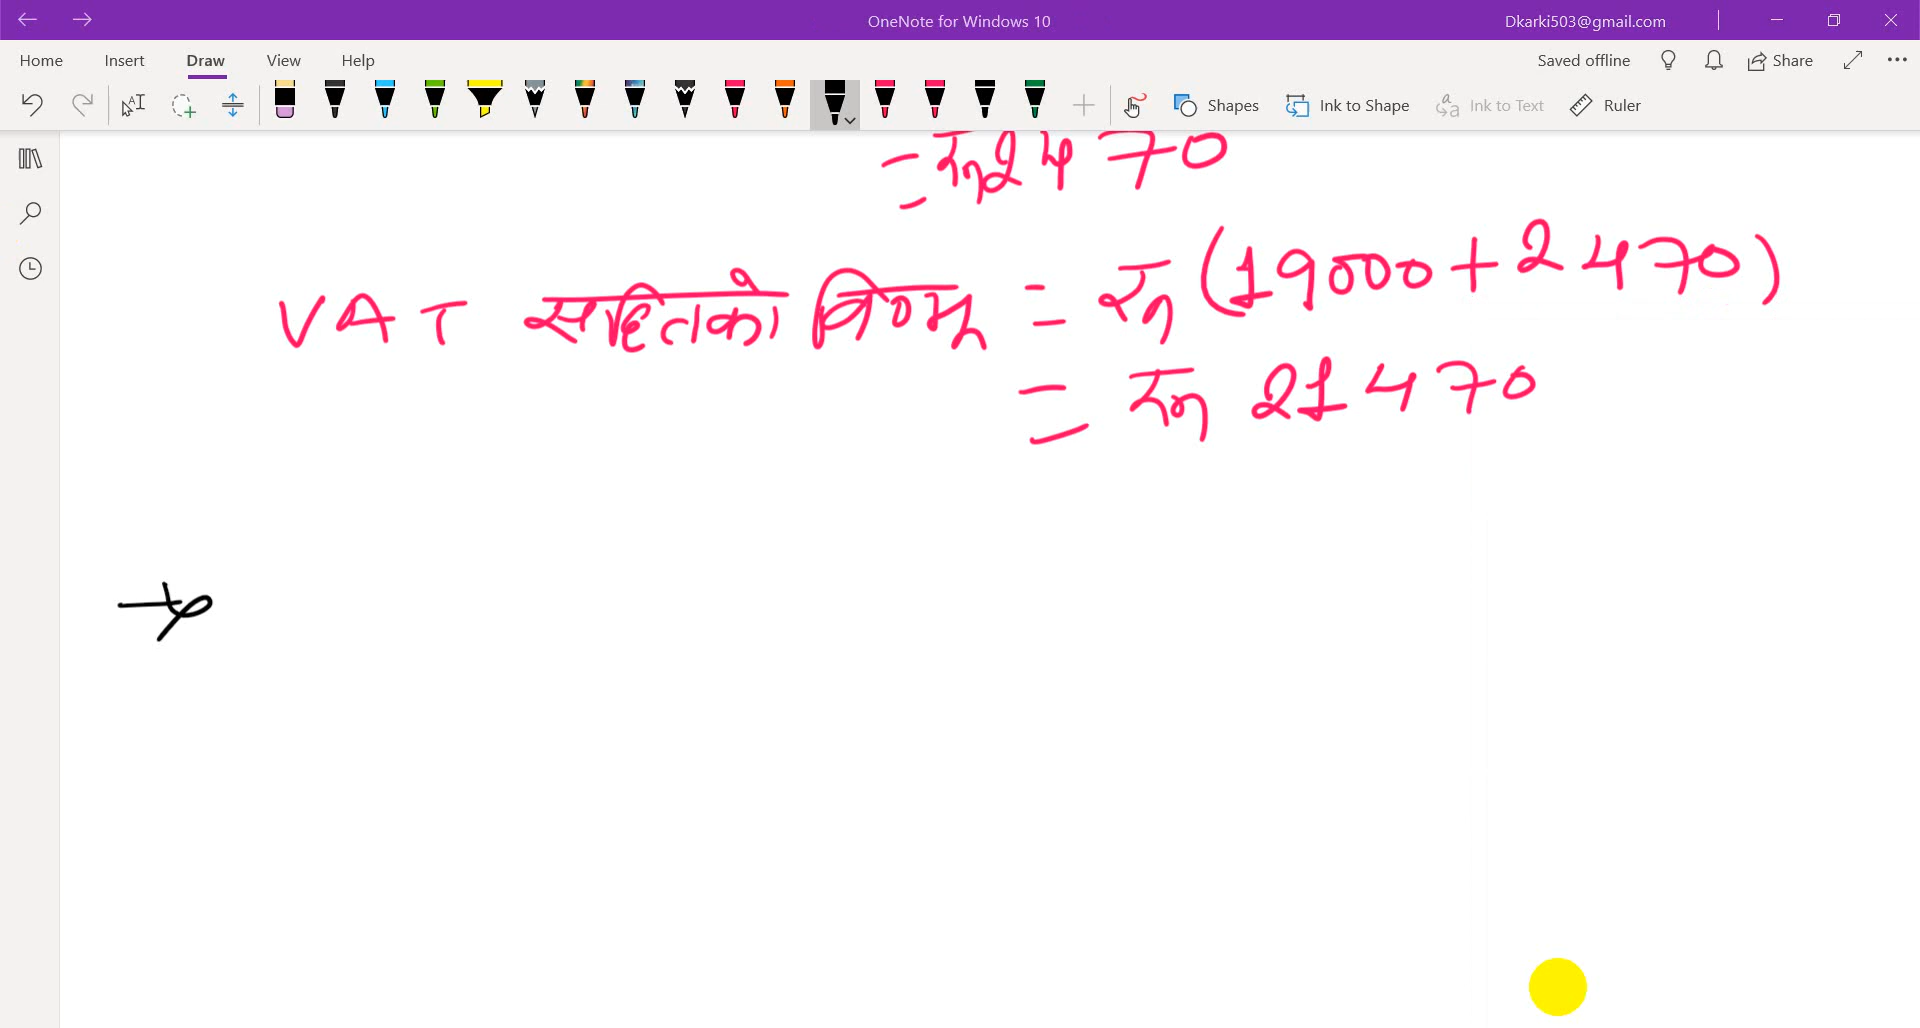 OneNote for Windows 10
Dkarki503@gmail.com
Home Insert Draw View Help
Saved offline Share
Shapes Ink to Shape Ink to Text Ruler
= रु 2470
VAT सहितको = रु (19000 + 2470)
= रु 21470